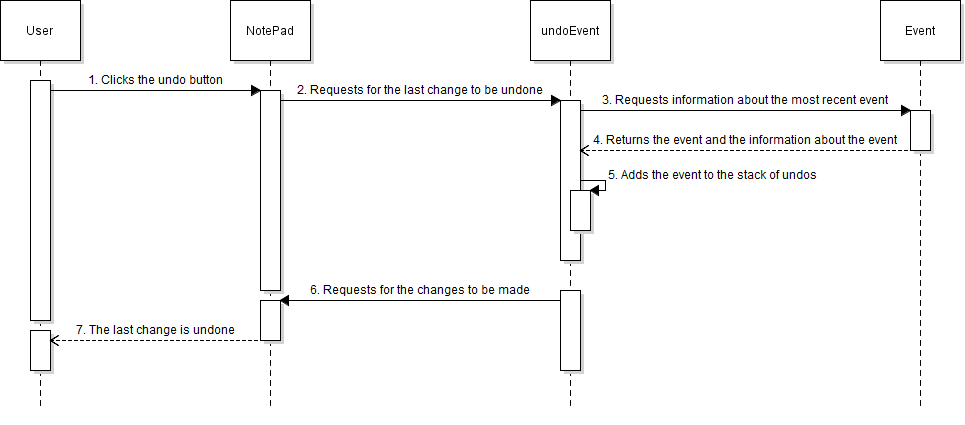 User
NotePad
undoEvent
Event
1. Clicks the undo button
2. Requests for the last change to be undone
3. Requests information about the most recent event
4. Returns the event and the information about the event
5. Adds the event to the stack of undos
6. Requests for the changes to be made
7. The last change is undone